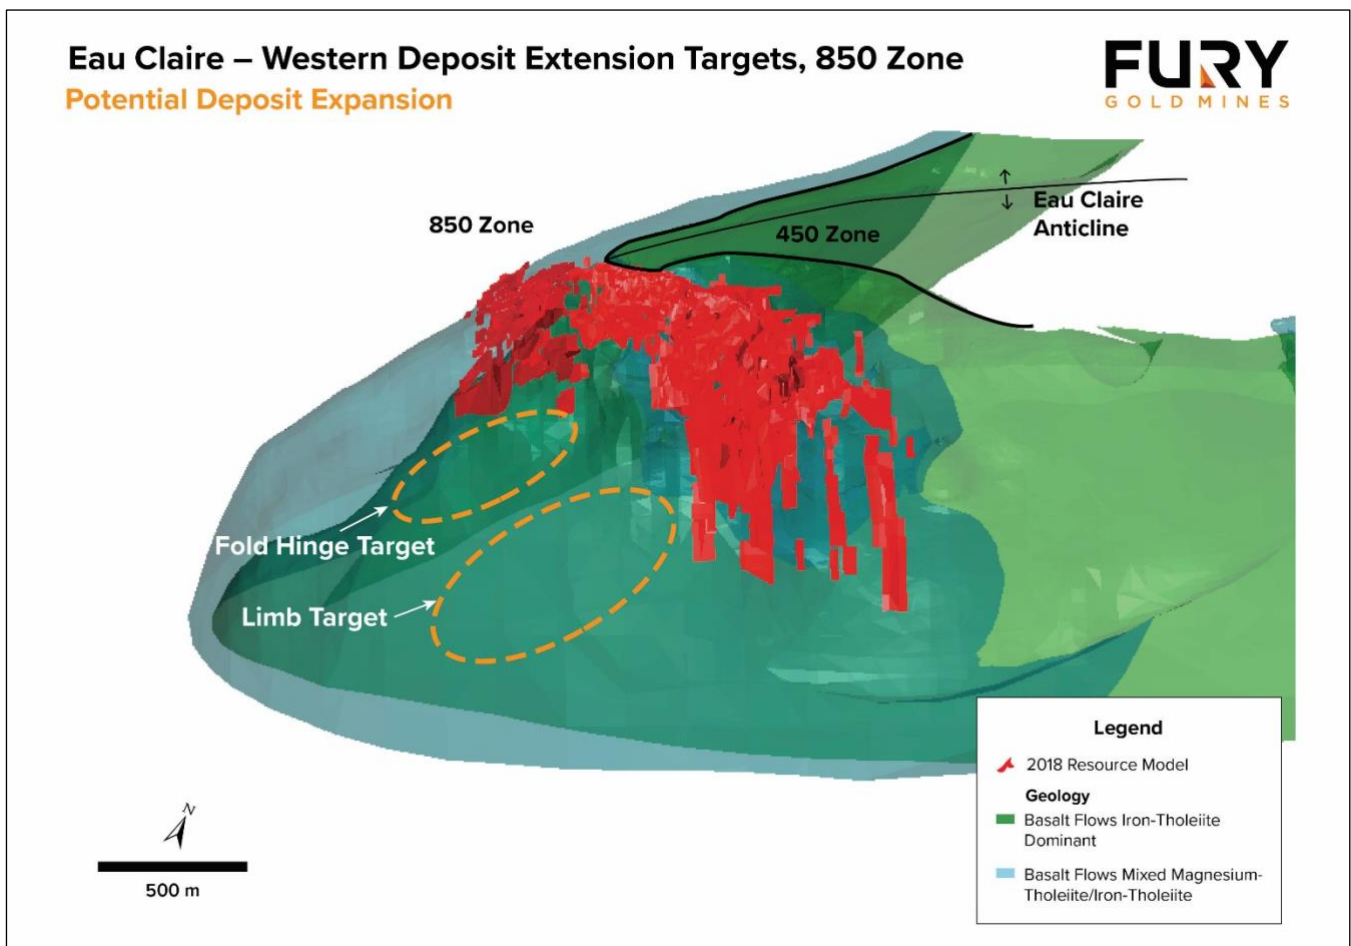 Eau Claire – Western Deposit Extension Targets, 850 Zone
Potential Deposit Expansion
FURY
GOLD MINES
850 Zone
450 Zone
Eau Claire
Anticline
Fold Hinge Target
Limb Target
N
500 m
Legend
2018 Resource Model
Geology
Basalt Flows Iron-Tholeiite
Dominant
Basalt Flows Mixed Magnesium-
Tholeiite/Iron-Tholeiite